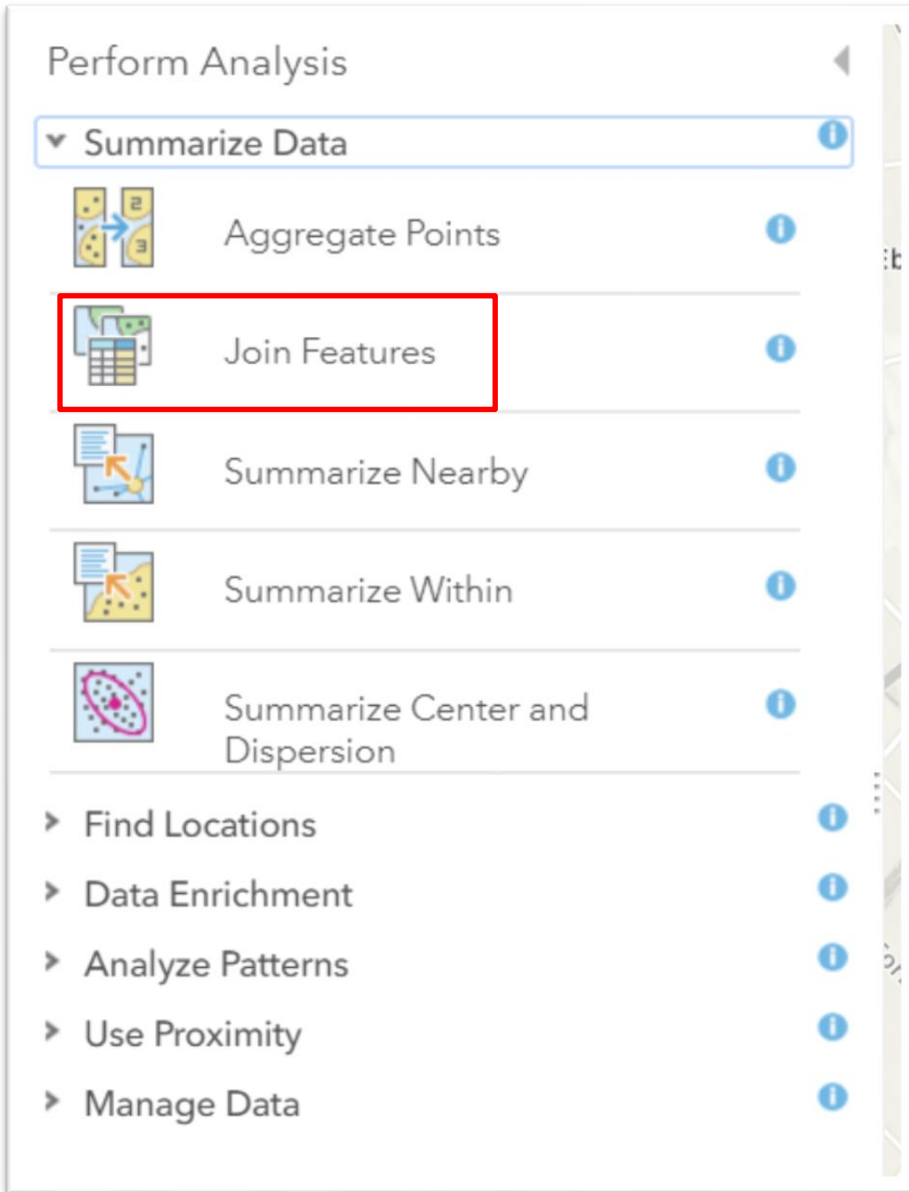 Perform Analysis
Summarize Data
Aggregate Points
Join Features
Summarize Nearby
Summarize Within
Summarize Center and
Dispersion
Find Locations
Data Enrichment
Analyze Patterns
Use Proximity
Manage Data